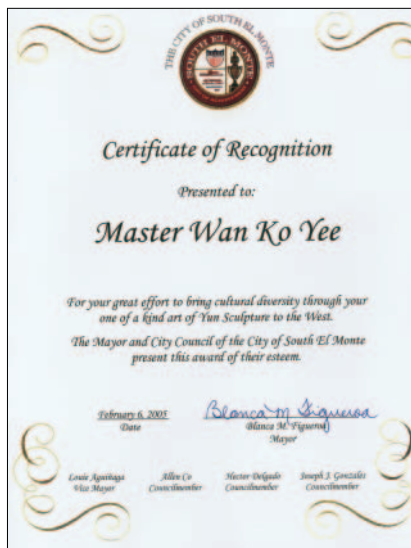 THE CITY OF SOUTH EL MONTE
SOUTH EL MONTE
Certificate of Recognition
Presented to:
Master Wan Ko Yee
For your great effort to bring cultural diversity through your
one of a kind art of Yun Sculpture to the West.
The Mayor and City Council of the City of South El Monte
present this award of their esteem.
February 6, 2005
Date
Blanca M Figueroa
Blanca M. Figueroa
Mayor
Louie Aguinaga
Vice Mayor
Allen Co
Councilmember
Hector Delgado
Councilmember
Joseph J. Gonzales
Councilmember